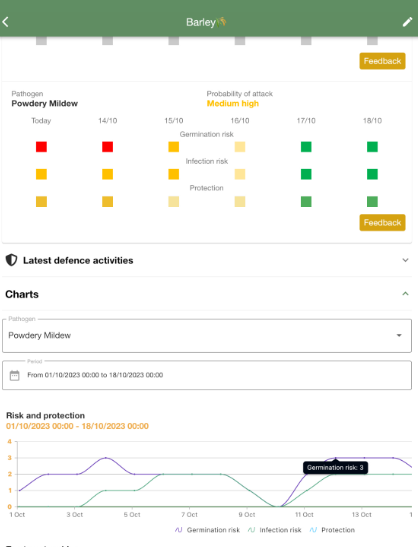 Barley
Feedback
Pathogen
Probability of attack
Powdery Mildew
Medium high
Today 14/10 15/10 16/10 17/10 18/10
Germination risk
Infection risk
Protection
Feedback
Latest defence activities
Charts
Pathogen
Powdery Mildew
Period
From 01/10/2023 00:00 to 18/10/2023 00:00
Risk and protection
01/10/2023 00:00 - 18/10/2023 00:00
4
3
Germination risk: 3
2
1
0
1 Oct 3 Oct 5 Oct 7 Oct 9 Oct 11 Oct 13 Oct 1
Germination risk Infection risk Protection